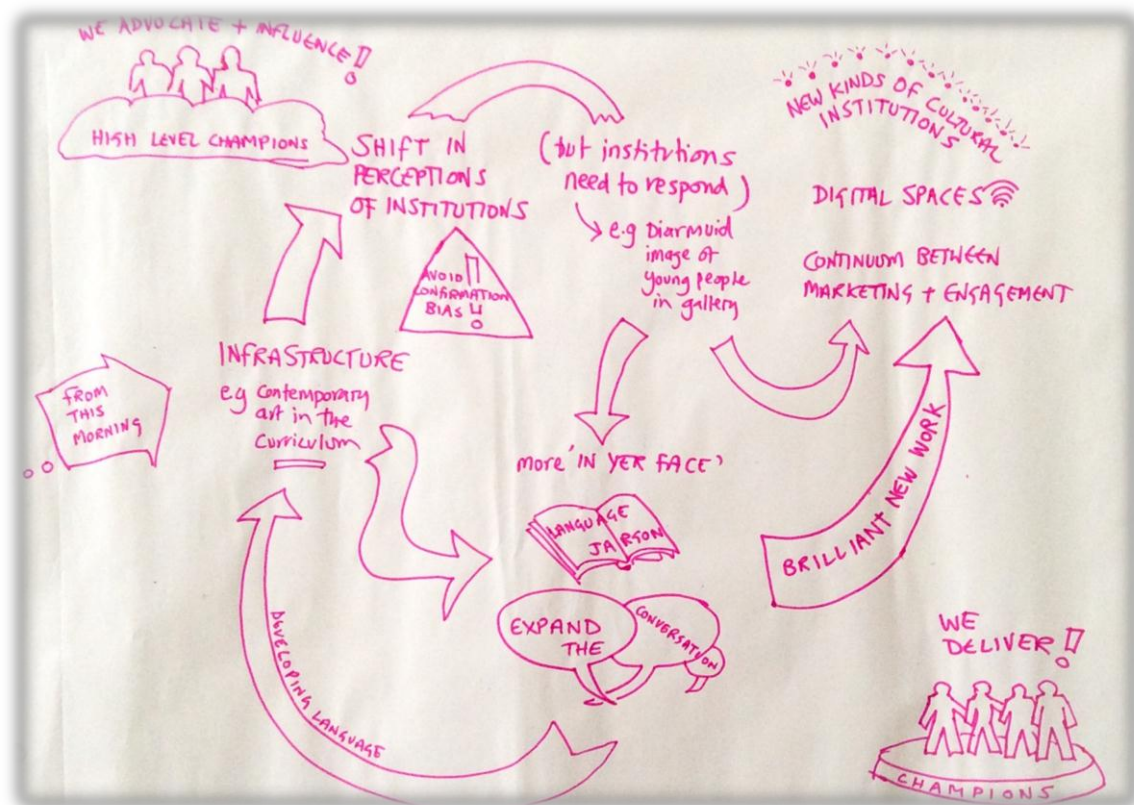 WE ADVOCATE + INFLUENCE!
HIGH LEVEL CHAMPIONS
SHIFT IN
PERCEPTIONS
OF INSTITUTIONS
(but institutions
need to respond)
e.g Diarmuid
image of
young people
in gallery
NEW KINDS OF CULTURAL
INSTITUTIONS
DIGITAL SPACES
CONTINUUM BETWEEN
MARKETING + ENGAGEMENT
AVOID
CONFIRMATION
BIAS!
FROM
THIS
MORNING
INFRASTRUCTURE
eg Contemporary
art in the
Curriculum
More 'IN YER FACE'
LANGUAGE
JARGON
EXPAND
THE
CONVERSATION
DEVELOPING LANGUAGE
BRILLIANT NEW WORK
WE
DELIVER!
CHAMPIONS